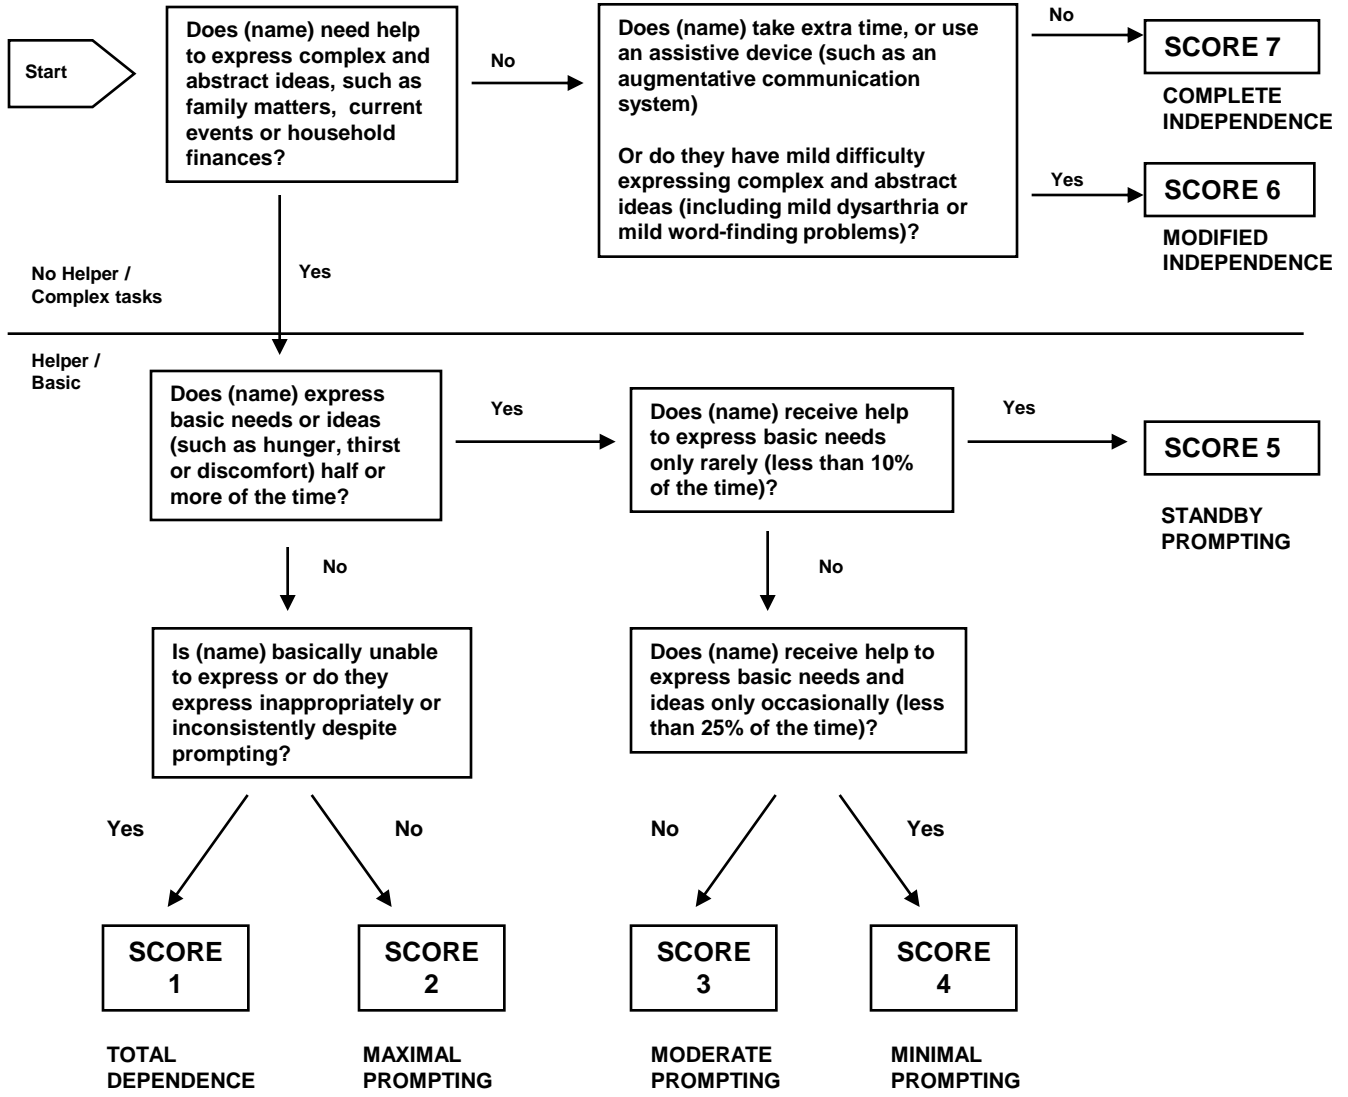 Start
Does (name) need help
to express complex and
abstract ideas, such as
family matters, current
events or household
finances?
No
Does (name) take extra time, or use
an assistive device (such as an
augmentative communication
system)
Or do they have mild difficulty
expressing complex and abstract
ideas (including mild dysarthria or
mild word-finding problems)?
No
SCORE 7
COMPLETE
INDEPENDENCE
Yes
SCORE 6
MODIFIED
INDEPENDENCE
Yes
No Helper /
Complex tasks
Helper /
Basic
Does (name) express
basic needs or ideas
(such as hunger, thirst
or discomfort) half or
more of the time?
Yes
Does (name) receive help
to express basic needs
only rarely (less than 10%
of the time)?
Yes
SCORE 5
STANDBY
PROMPTING
No
No
Is (name) basically unable
to express or do they
express inappropriately or
inconsistently despite
prompting?
Does (name) receive help to
express basic needs and
ideas only occasionally (less
than 25% of the time)?
Yes
No
No
Yes
SCORE
1
SCORE
2
SCORE
3
SCORE
4
TOTAL
DEPENDENCE
MAXIMAL
PROMPTING
MODERATE
PROMPTING
MINIMAL
PROMPTING